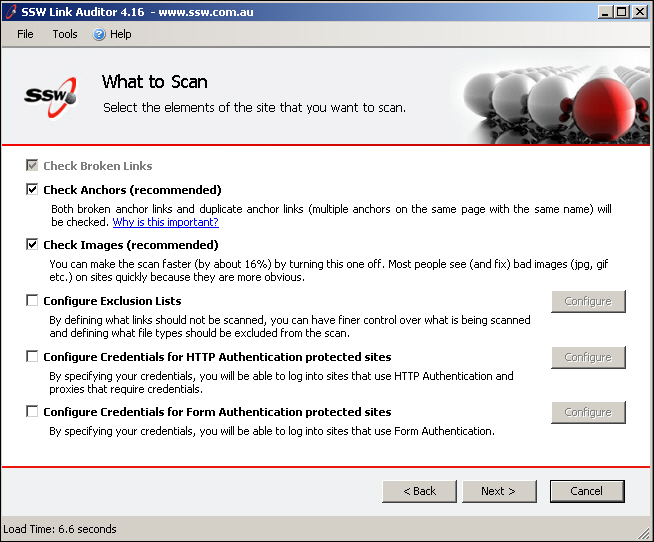 SSW Link Auditor 4.16 - www.ssw.com.au
File Tools Help
SSW
What to Scan
Select the elements of the site that you want to scan.
Check Broken Links
Check Anchors (recommended)
Both broken anchor links and duplicate anchor links (multiple anchors on the same page with the same name) will
be checked. Why is this important?
Check Images (recommended)
You can make the scan faster (by about 16%) by turning this one off. Most people see (and fix) bad images (jpg, gif
etc.) on sites quickly because they are more obvious.
Configure Exclusion Lists
Configure
By defining what links should not be scanned, you can have finer control over what is being scanned
and defining what file types should be excluded from the scan.
Configure Credentials for HTTP Authentication protected sites
Configure
By specifying your credentials, you will be able to log into sites that use HTTP Authentication and
proxies that require credentials.
Configure Credentials for Form Authentication protected sites
Configure
By specifying your credentials, you will be able to log into sites that use Form Authentication.
< Back
Next >
Cancel
Load Time: 6.6 seconds